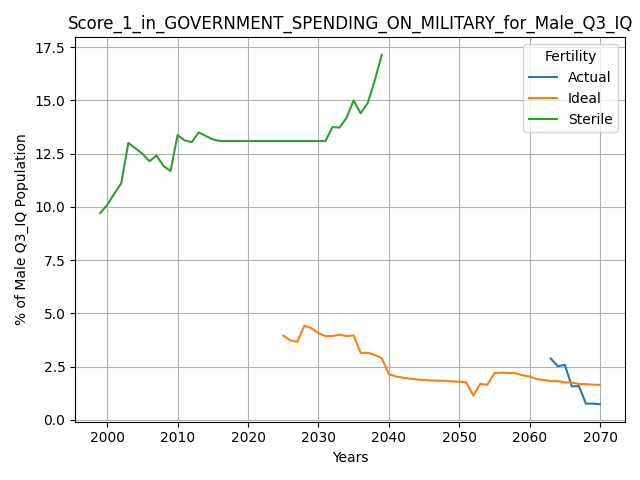 Score_1_in_GOVERNMENT_SPENDING_ON_MILITARY_for_Male_Q3_IQ
Fertility
Actual
Ideal
Sterile
% of Male Q3_IQ Population
17.5
15.0
12.5
10.0
7.5
5.0
2.5
0.0
2000 2010 2020 2030 2040 2050 2060 2070
Years